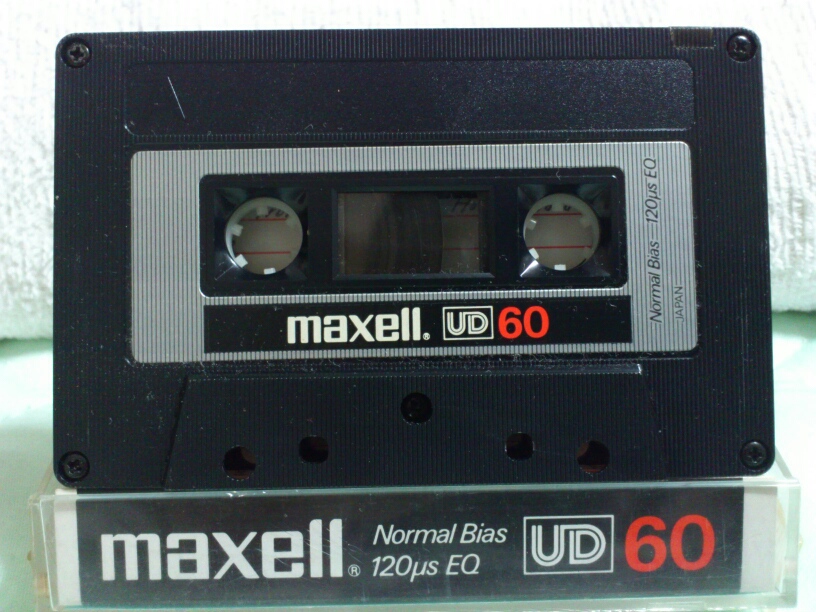 Normal Bias 120µs EQ
JAPAN
maxell® UD 60
maxell® Normal Bias UD 60
120µs EQ